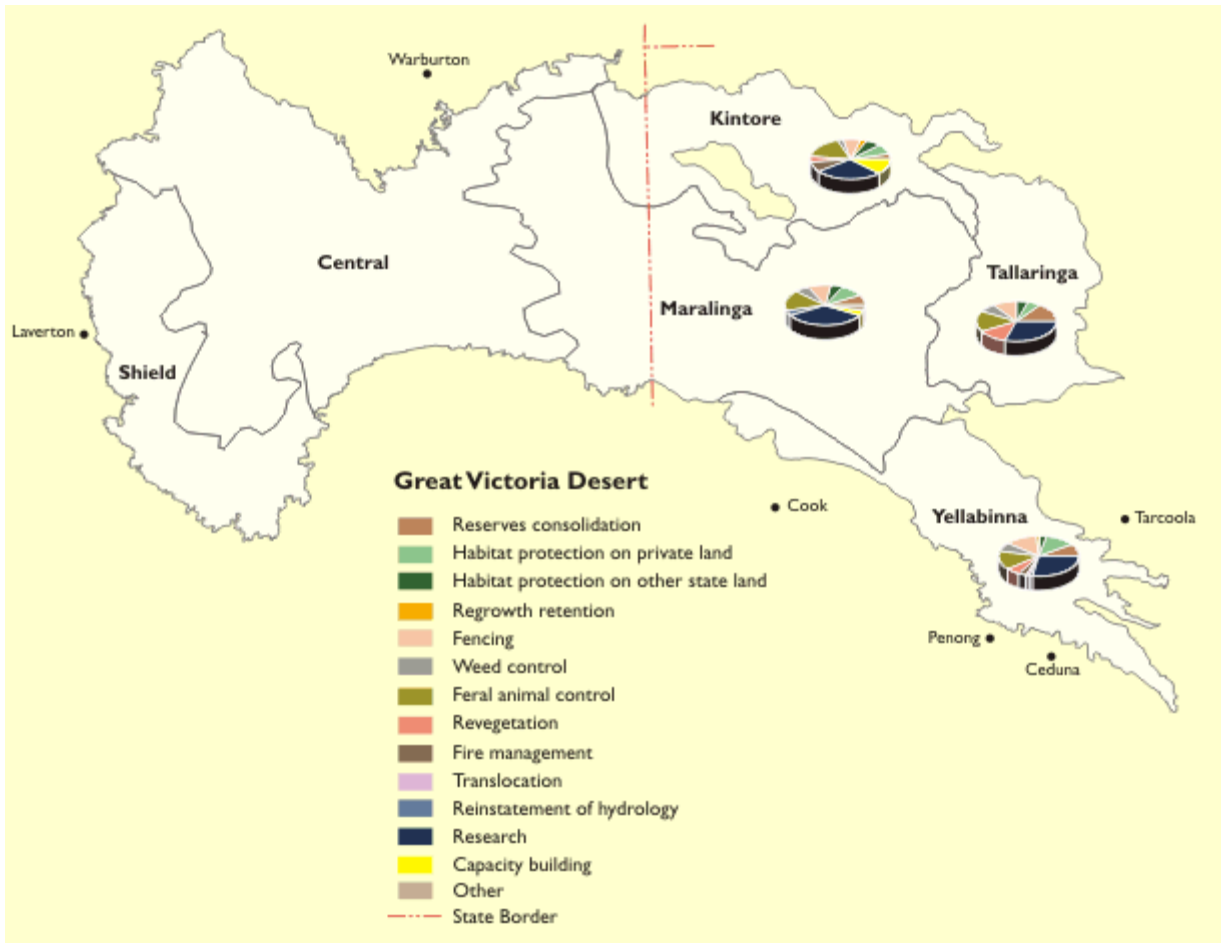 Warburton
Kintore
Central
Tallaringa
Maralinga
Laverton
Shield
Great Victoria Desert
Cook
Yellabinna
Tarcoola
Reserves consolidation
Habitat protection on private land
Habitat protection on other state land
Regrowth retention
Fencing
Penong
Weed control
Ceduna
Feral animal control
Revegetation
Fire management
Translocation
Reinstatement of hydrology
Research
Capacity building
Other
State Border